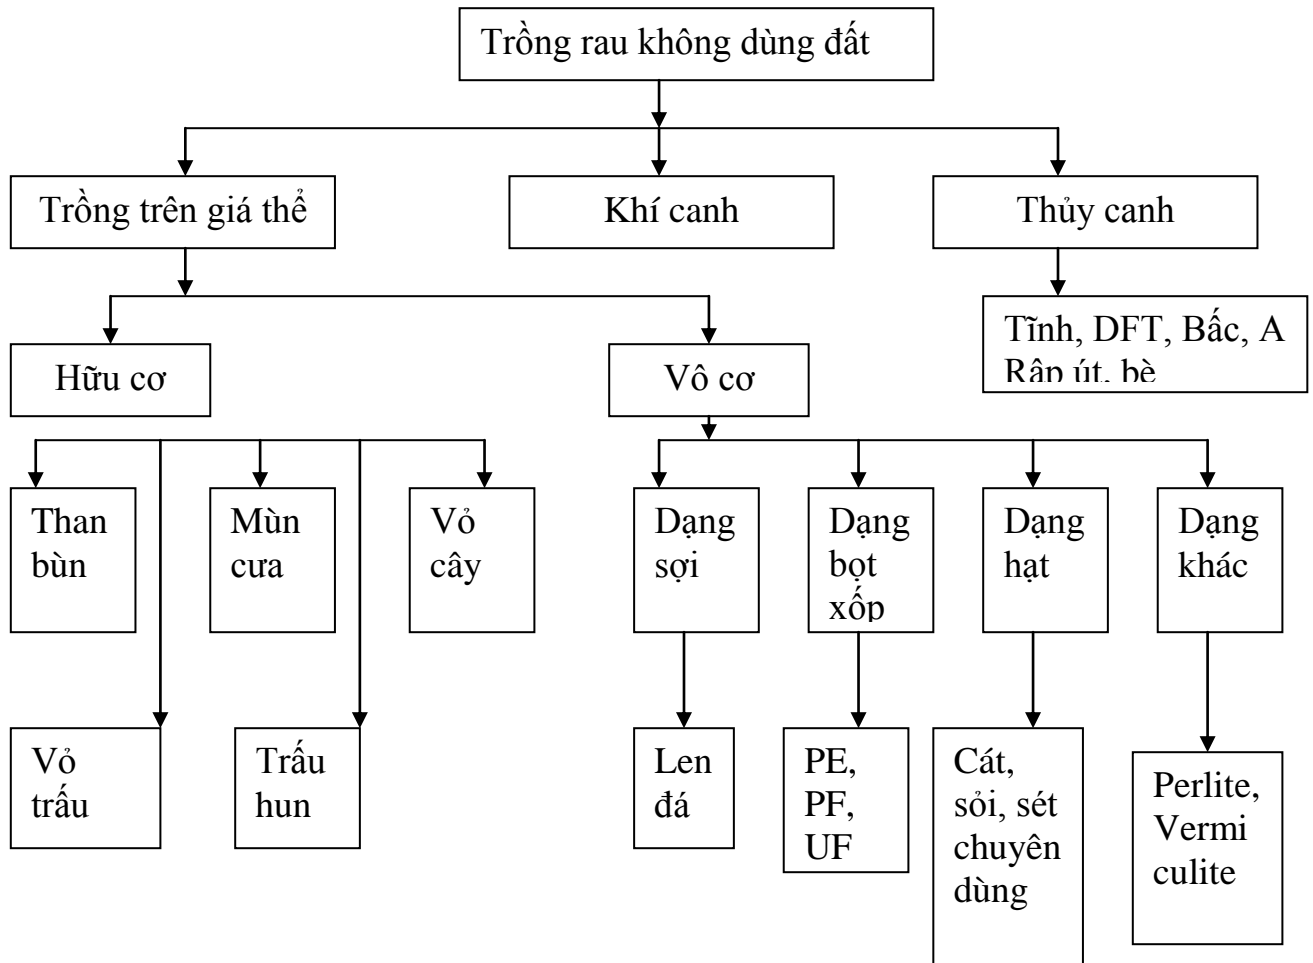 Trồng rau không dùng đất
Trồng trên giá thể
Khí canh
Thủy canh
Tĩnh, DFT, Bấc, A
Rập út, bè
Hữu cơ
Vô cơ
Than
bùn
Mùn
cưa
Vỏ
cây
Dạng
sợi
Dạng
bọt
xốp
Dạng
hạt
Dạng
khác
Vỏ
trấu
Trấu
hun
Len
đá
PE,
PF,
UF
Cát,
sỏi, sét
chuyên
dùng
Perlite,
Vermi
culite